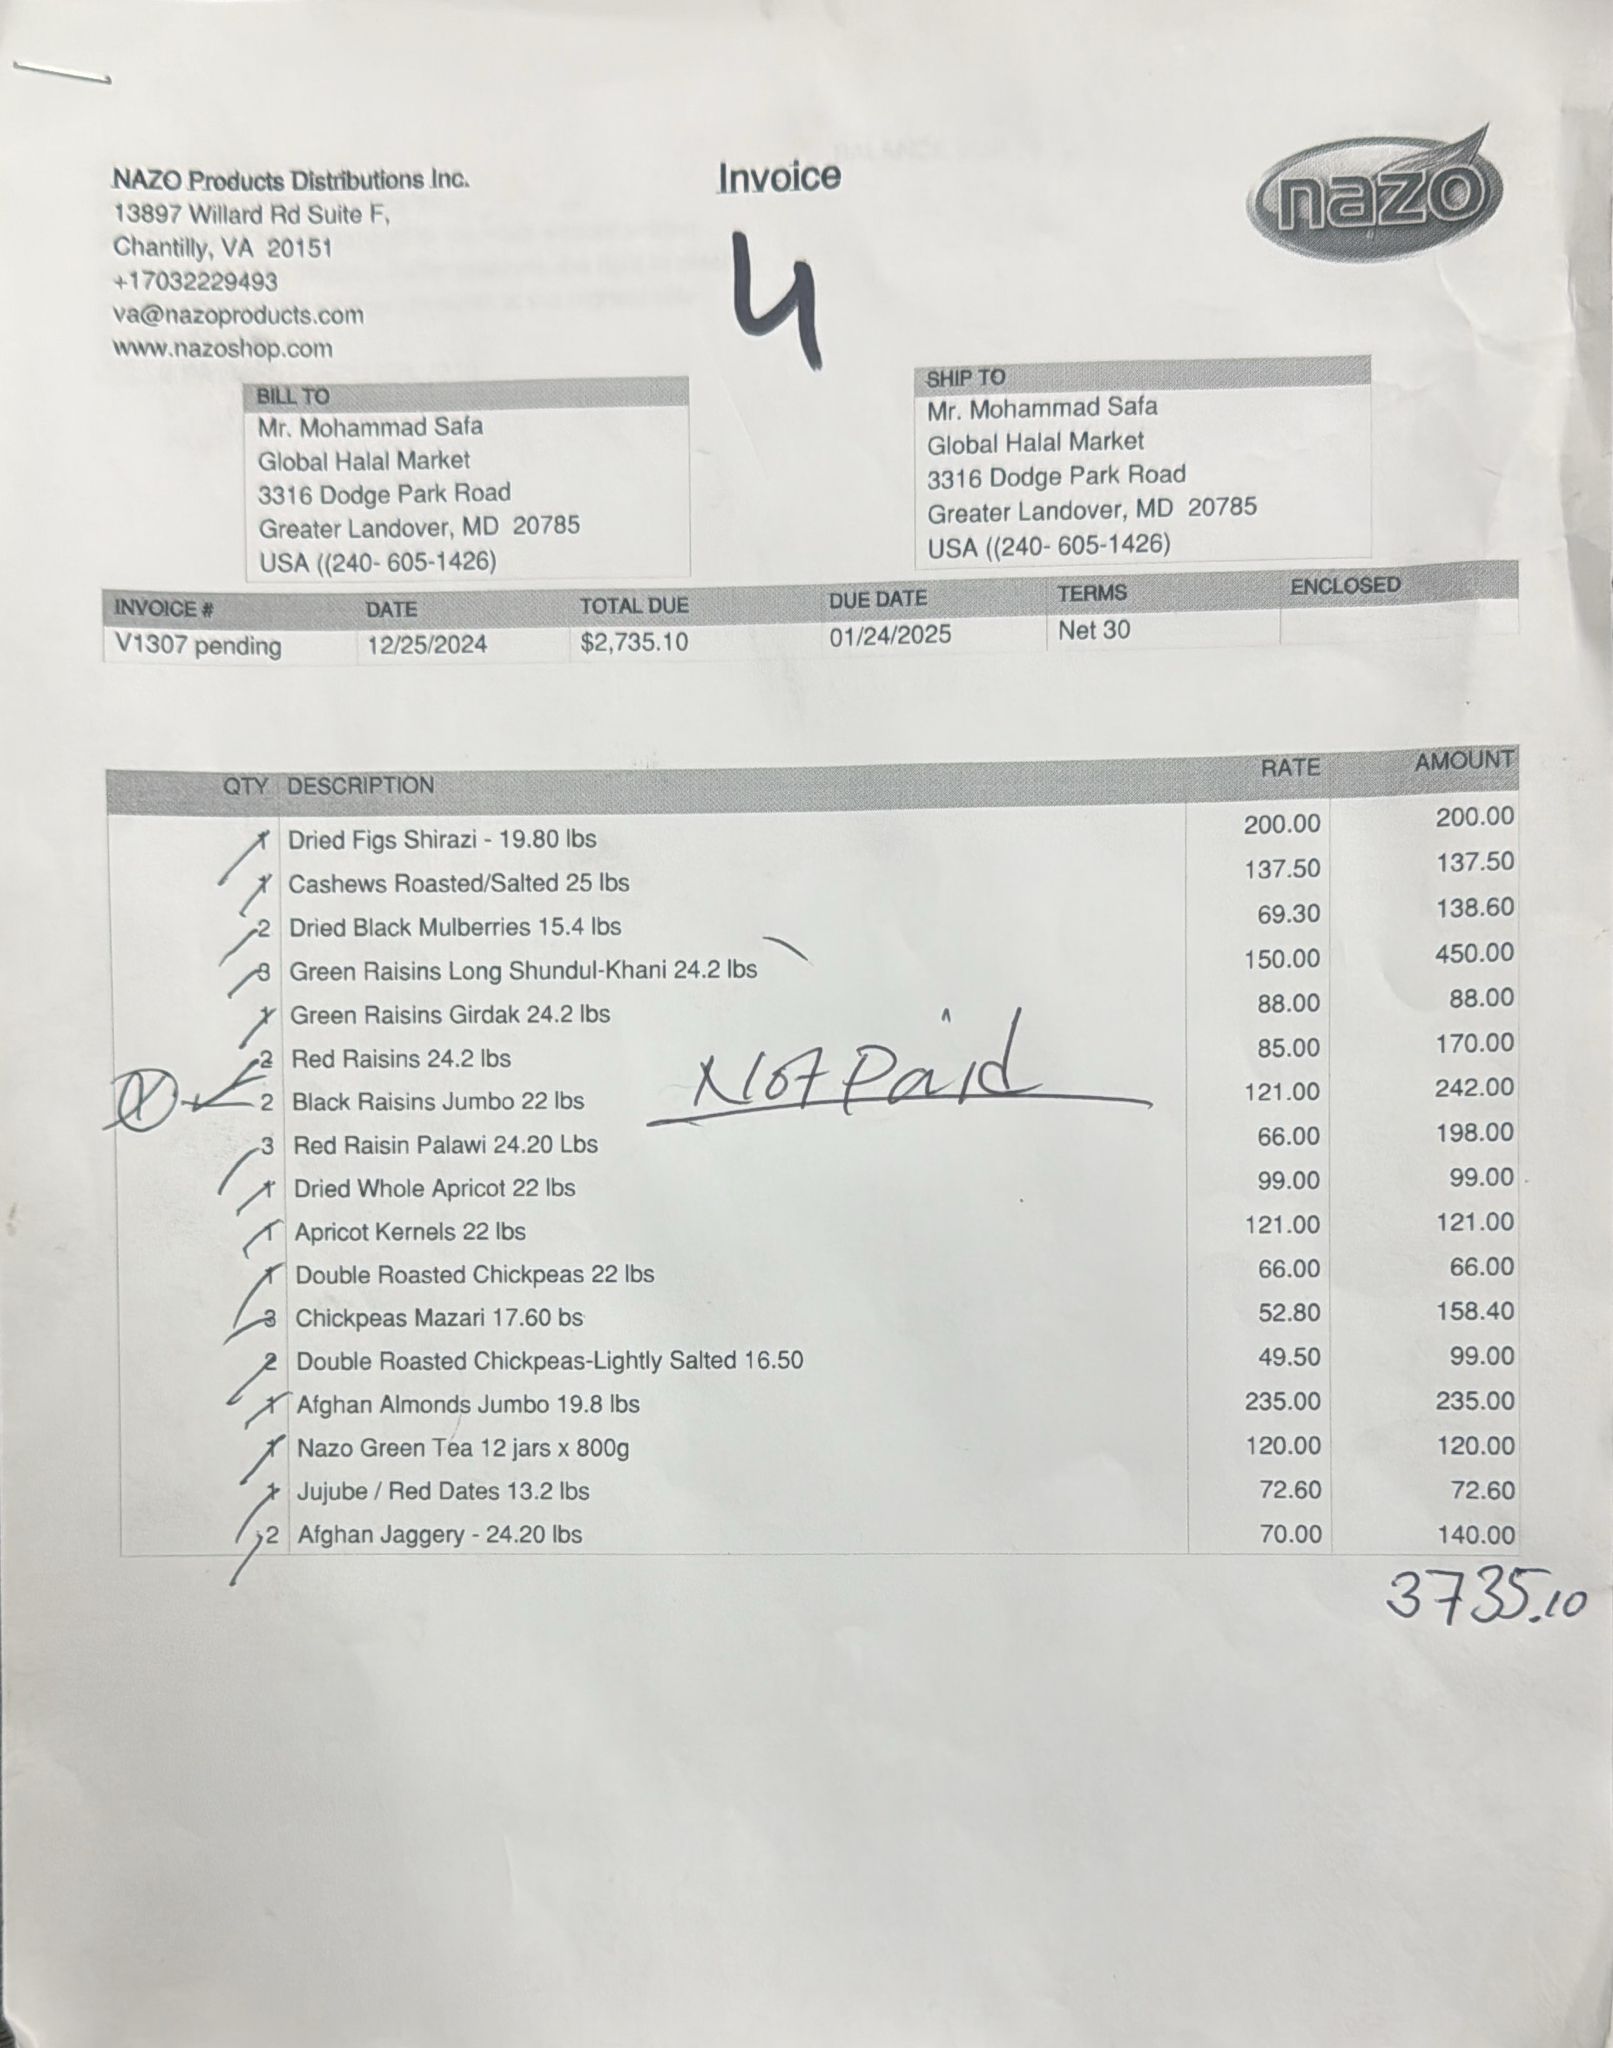 NAZO Products Distributions Inc.
13897 Willard Rd Suite F,
Chantilly, VA 20151
+17032229493
va@nazoproducts.com
www.nazoshop.com
Invoice
4
nazo
BILL TO
Mr. Mohammad Safa
Global Halal Market
3316 Dodge Park Road
Greater Landover, MD 20785
USA ((240- 605-1426)
SHIP TO
Mr. Mohammad Safa
Global Halal Market
3316 Dodge Park Road
Greater Landover, MD 20785
USA ((240- 605-1426)
INVOICE # DATE TOTAL DUE DUE DATE TERMS ENCLOSED
V1307 pending 12/25/2024 $2,735.10 01/24/2025 Net 30
QTY DESCRIPTION RATE AMOUNT
1 Dried Figs Shirazi - 19.80 lbs 200.00 200.00
1 Cashews Roasted/Salted 25 lbs 137.50 137.50
2 Dried Black Mulberries 15.4 lbs 69.30 138.60
3 Green Raisins Long Shundul-Khani 24.2 lbs 150.00 450.00
1 Green Raisins Girdak 24.2 lbs 88.00 88.00
2 Red Raisins 24.2 lbs 85.00 170.00
2 Black Raisins Jumbo 22 lbs 121.00 242.00
Not Paid
3 Red Raisin Palawi 24.20 Lbs 66.00 198.00
1 Dried Whole Apricot 22 lbs 99.00 99.00
1 Apricot Kernels 22 lbs 121.00 121.00
1 Double Roasted Chickpeas 22 lbs 66.00 66.00
3 Chickpeas Mazari 17.60 bs 52.80 158.40
2 Double Roasted Chickpeas-Lightly Salted 16.50 49.50 99.00
1 Afghan Almonds Jumbo 19.8 lbs 235.00 235.00
1 Nazo Green Tea 12 jars x 800g 120.00 120.00
1 Jujube / Red Dates 13.2 lbs 72.60 72.60
2 Afghan Jaggery - 24.20 lbs 70.00 140.00
3735.10